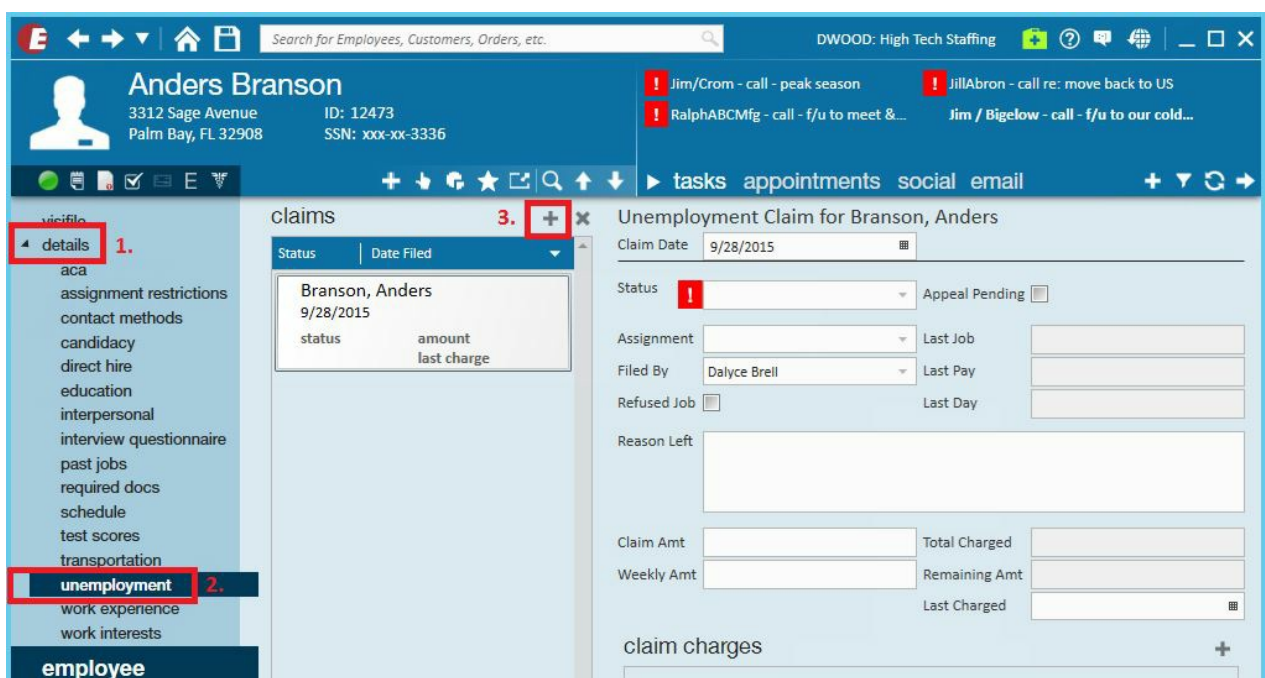 E
Search for Employees, Customers, Orders, etc.
DWOOD: High Tech Staffing
Anders Branson
3312 Sage Avenue
ID: 12473
Palm Bay, FL 32908
SSN: xxx-xx-3336
! Jim/Crom - call - peak season
! JillAbron - call re: move back to US
! RalphABCMfg - call - f/u to meet &...
Jim / Bigelow - call - f/u to our cold...
E
tasks appointments social email
visifile
details 1.
aca
assignment restrictions
contact methods
candidacy
direct hire
education
interpersonal
interview questionnaire
past jobs
required docs
schedule
test scores
transportation
unemployment 2.
work experience
work interests
employee
claims 3.
Status Date Filed
Branson, Anders
9/28/2015
status amount
last charge
Unemployment Claim for Branson, Anders
Claim Date 9/28/2015
Status ! Appeal Pending
Assignment Last Job
Filed By Dalyce Brell Last Pay
Refused Job Last Day
Reason Left
Claim Amt Total Charged
Weekly Amt Remaining Amt
Last Charged
claim charges